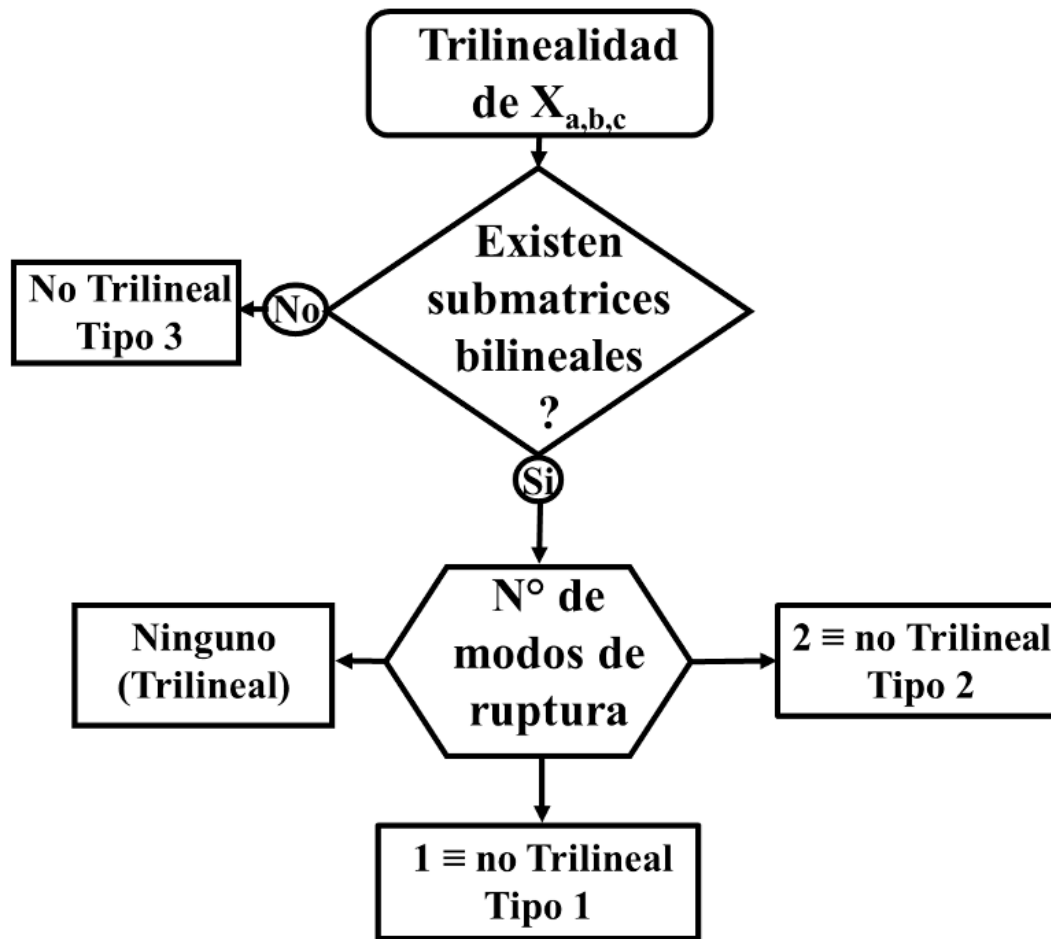 Trilinealidad
de Xa,b,c
Existen
submatrices
bilineales
?
No
No Trilineal
Tipo 3
Si
N° de
modos de
ruptura
Ninguno
(Trilineal)
2 ≡ no Trilineal
Tipo 2
1 ≡ no Trilineal
Tipo 1